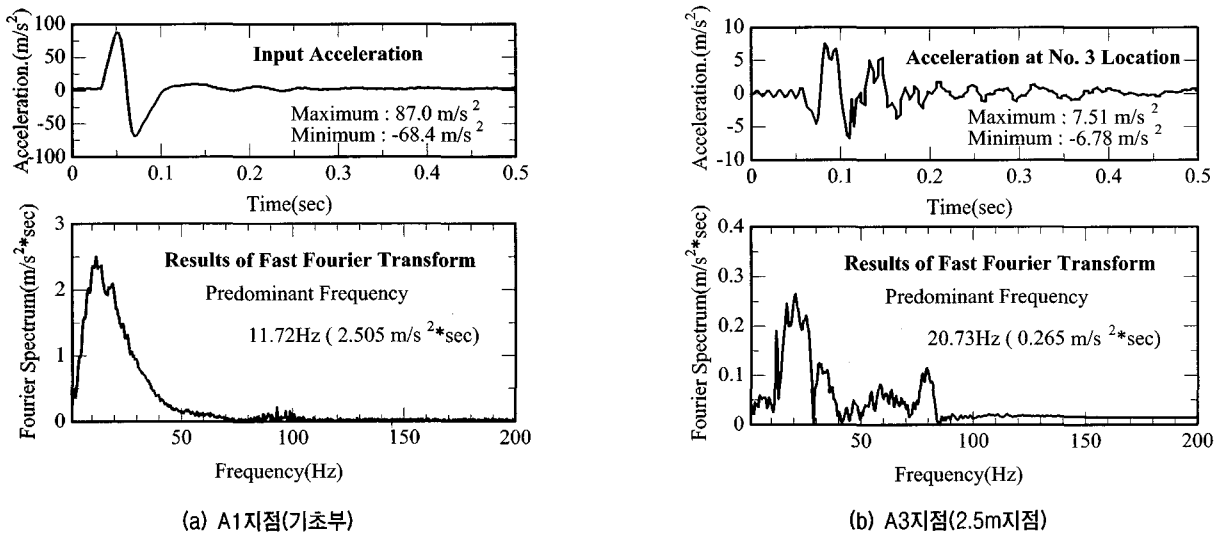 Acceleration.(m/s²)
100
50
0
-50
-100
Input Acceleration
Maximum : 87.0 m/s ²
Minimum : -68.4 m/s ²
0 0.1 0.2 0.3 0.4 0.5
Time(sec)
Fourier Spectrum(m/s²*sec)
3
2
1
0
Results of Fast Fourier Transform
Predominant Frequency
11.72Hz ( 2.505 m/s ²*sec)
50 100 150 200
Frequency(Hz)
(a) A1지점(기초부)
Acceleration.(m/s²)
10
5
0
-5
-10
Acceleration at No. 3 Location
Maximum : 7.51 m/s ²
Minimum : -6.78 m/s ²
0 0.1 0.2 0.3 0.4 0.5
Time(sec)
Fourier Spectrum(m/s²*sec)
0.4
0.3
0.2
0.1
0
Results of Fast Fourier Transform
Predominant Frequency
20.73Hz ( 0.265 m/s ²*sec)
50 100 150 200
Frequency(Hz)
(b) A3지점(2.5m지점)